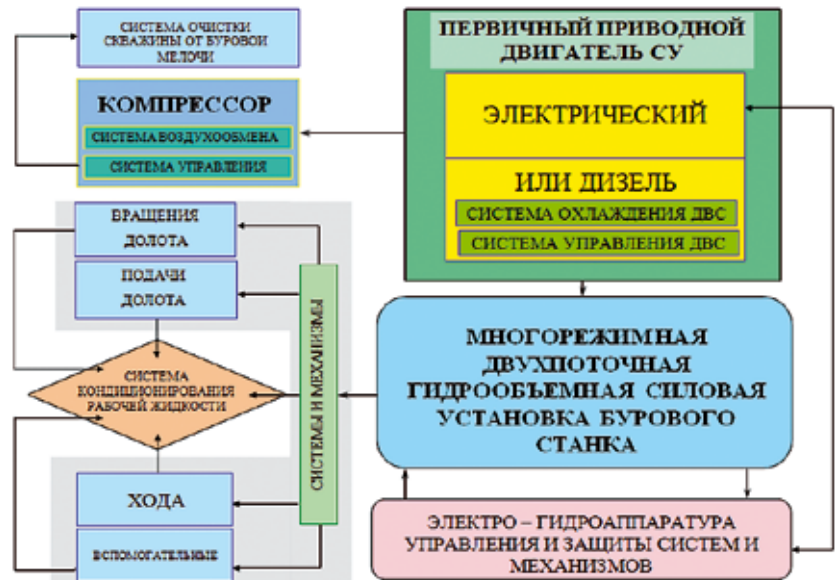 СИСТЕМА ОЧИСТКИ
СКВАЖИНЫ ОТ БУРОВОЙ
МЕЛОЧИ
КОМПРЕССОР
СИСТЕМА ВОЗДУХООБМЕНА
СИСТЕМА УПРАВЛЕНИЯ
ПЕРВИЧНЫЙ ПРИВОДНОЙ
ДВИГАТЕЛЬ СУ
ЭЛЕКТРИЧЕСКИЙ
ИЛИ ДИЗЕЛЬ
СИСТЕМА ОХЛАЖДЕНИЯ ДВС
СИСТЕМА УПРАВЛЕНИЯ ДВС
ВРАЩЕНИЯ
ДОЛОТА
ПОДАЧИ
ДОЛОТА
СИСТЕМА
КОНДИЦИОНИРОВАНИЯ
РАБОЧЕЙ ЖИДКОСТИ
ХОДА
ВСПОМОГАТЕЛЬНЫЕ
СИСТЕМЫ И МЕХАНИЗМЫ
МНОГОРЕЖИМНАЯ
ДВУХПОТОЧНАЯ
ГИДРООБЪЕМНАЯ СИЛОВАЯ
УСТАНОВКА БУРОВОГО
СТАНКА
ЭЛЕКТРО – ГИДРОАППАРАТУРА
УПРАВЛЕНИЯ И ЗАЩИТЫ СИСТЕМ И
МЕХАНИЗМОВ